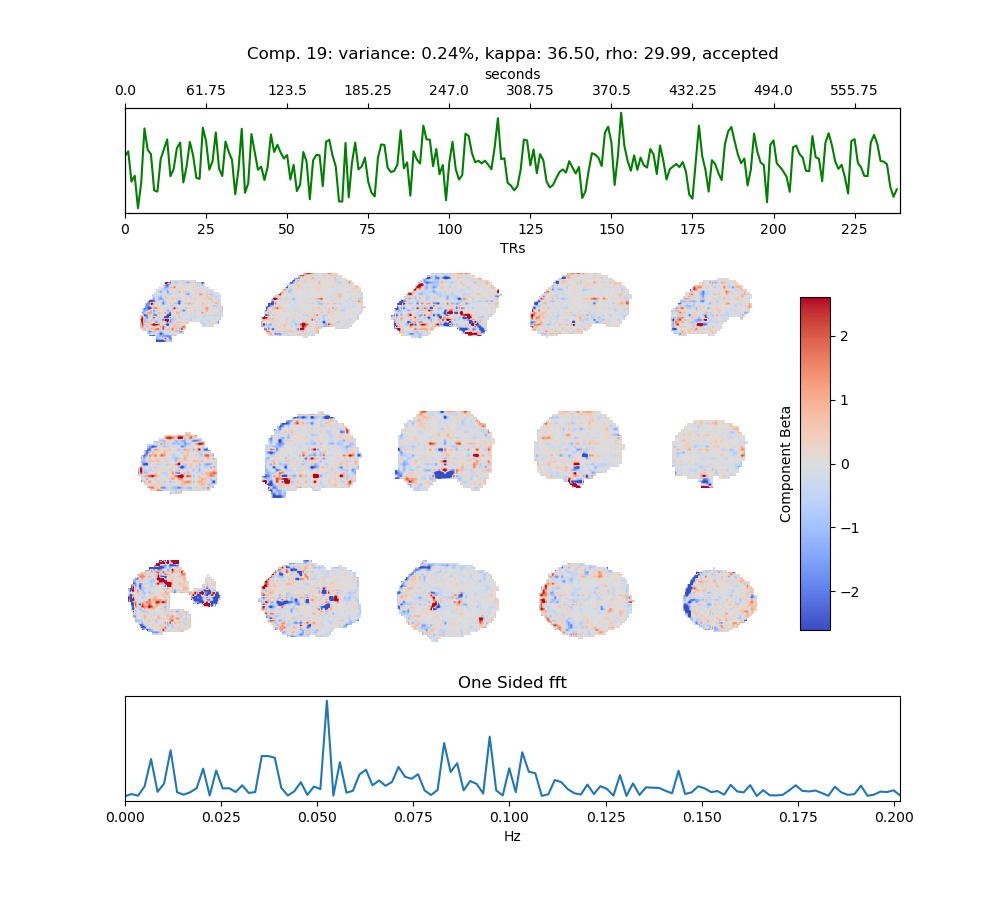 Comp. 19: variance: 0.24%, kappa: 36.50, rho: 29.99, accepted
seconds
0.0 61.75 123.5 185.25 247.0 308.75 370.5 432.25 494.0 555.75
0 25 50 75 100 125 150 175 200 225
TRs
2
1
0
−1
−2
Component Beta
One Sided fft
0.000 0.025 0.050 0.075 0.100 0.125 0.150 0.175 0.200
Hz